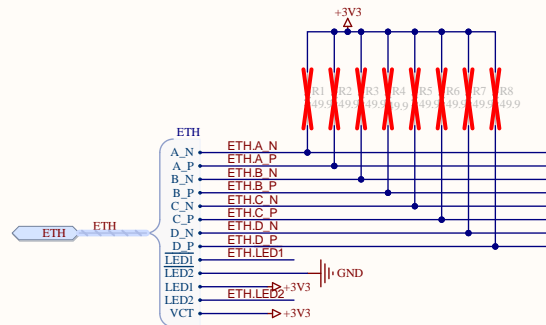 +3V3
R1 R2 R3 R4 R5 R6 R7 R8
49.9 49.9 49.9 49.9 49.9 49.9 49.9 49.9
ETH
A_N ETH.A_N
A_P ETH.A_P
B_N ETH.B_N
B_P ETH.B_P
C_N ETH.C_N
C_P ETH.C_P
ETH ETH
D_N ETH.D_N
D_P ETH.D_P
LED1 ETH.LED1
LED2 GND
LED1 +3V3
LED2 ETH.LED2
VCT +3V3